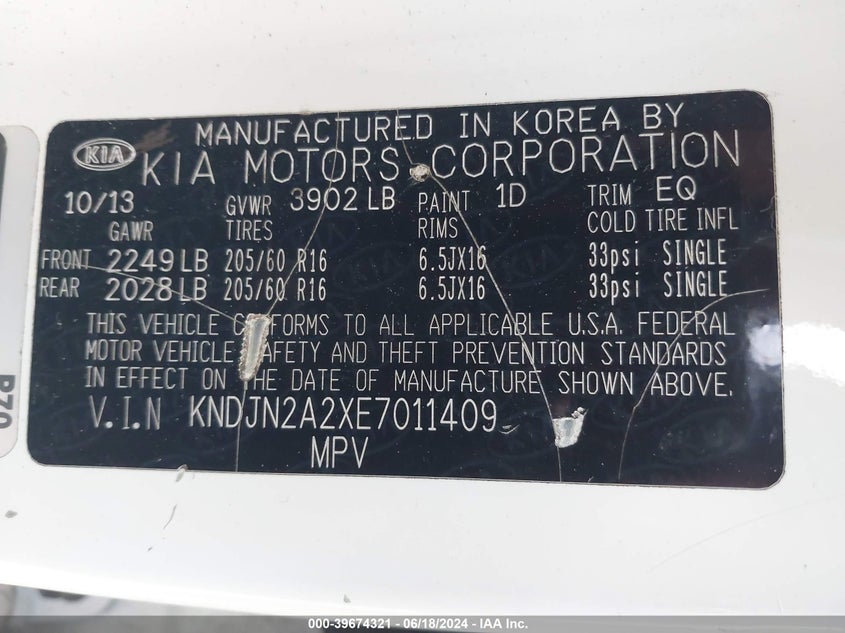 MANUFACTURED IN KOREA BY
KIA KIA MOTORS CORPORATION
10/13 GVWR 3902 LB PAINT 1D TRIM EQ
GAWR TIRES RIMS COLD TIRE INFL
FRONT 2249 LB 205/60 R16 6.5JX16 33psi SINGLE
REAR 2028 LB 205/60 R16 6.5JX16 33psi SINGLE
THIS VEHICLE CONFORMS TO ALL APPLICABLE U.S.A. FEDERAL
MOTOR VEHICLE SAFETY AND THEFT PREVENTION STANDARDS
IN EFFECT ON THE DATE OF MANUFACTURE SHOWN ABOVE.
V.I.N KNDJN2A2XE7011409
MPV
000-39674321 - 06/18/2024 - IAA Inc.